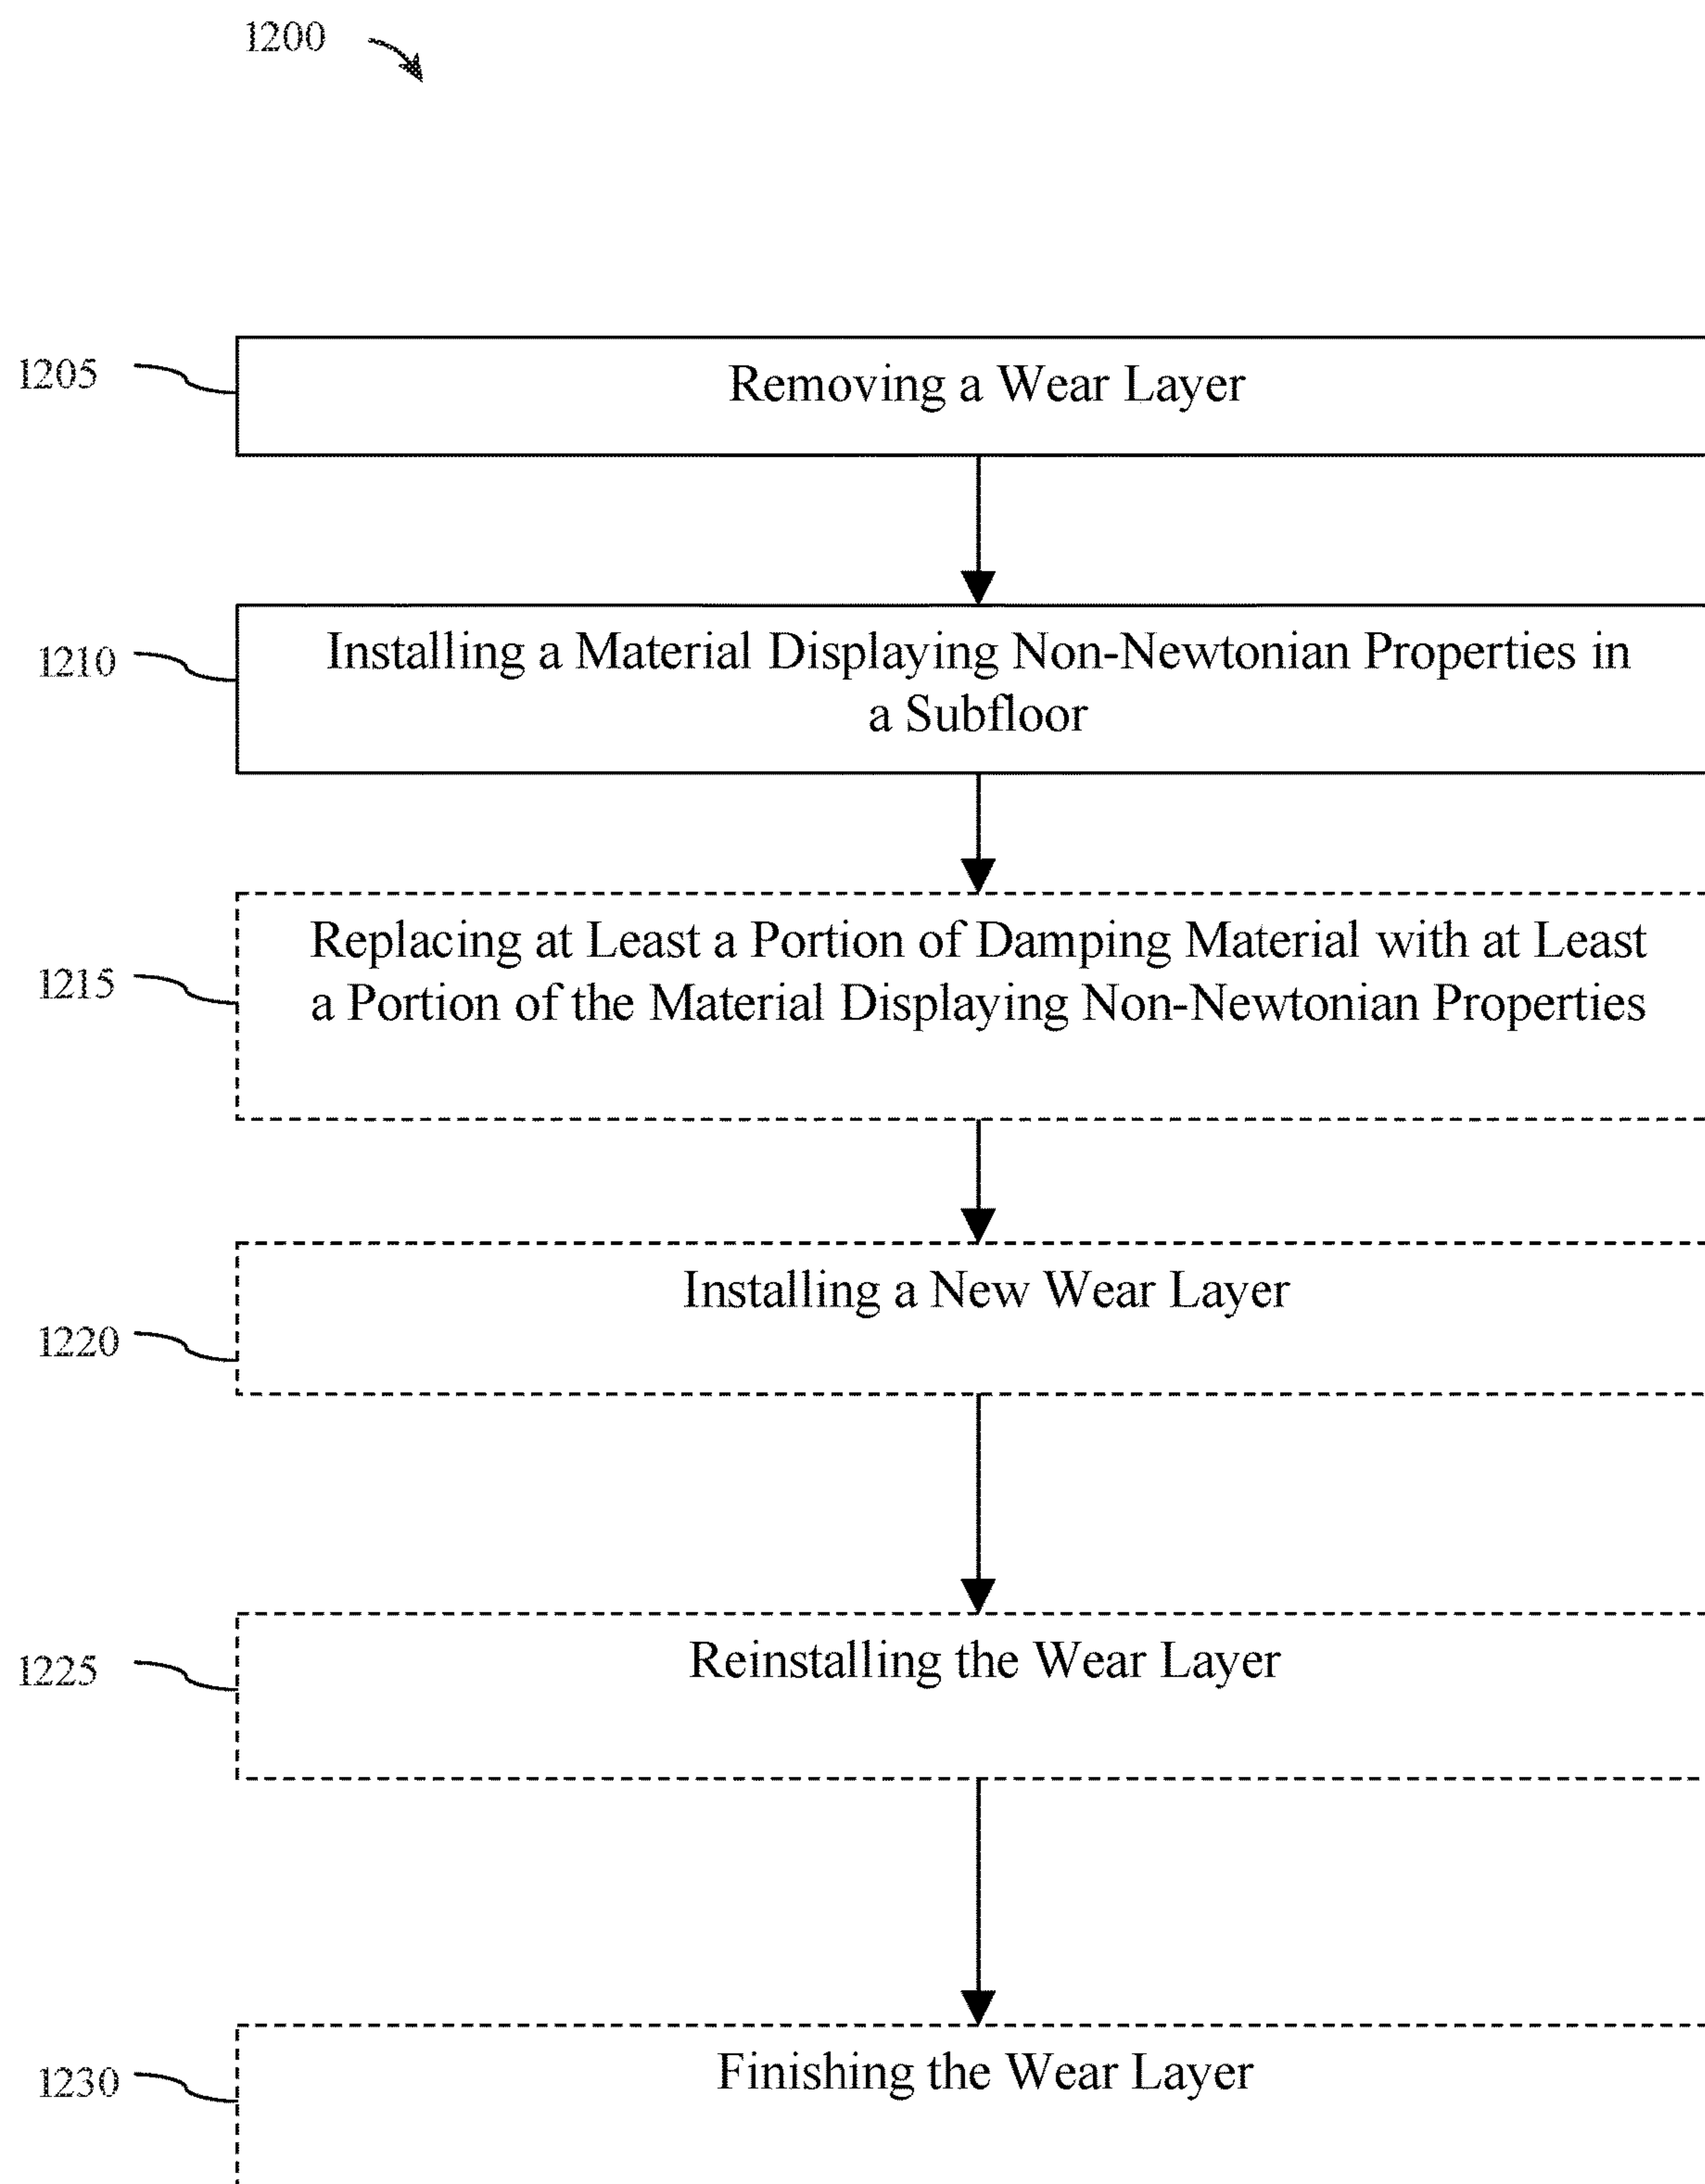 1200
1205
Removing a Wear Layer
1210
Installing a Material Displaying Non-Newtonian Properties in
a Subfloor
1215
Replacing at Least a Portion of Damping Material with at Least
a Portion of the Material Displaying Non-Newtonian Properties
1220
Installing a New Wear Layer
1225
Reinstalling the Wear Layer
1230
Finishing the Wear Layer